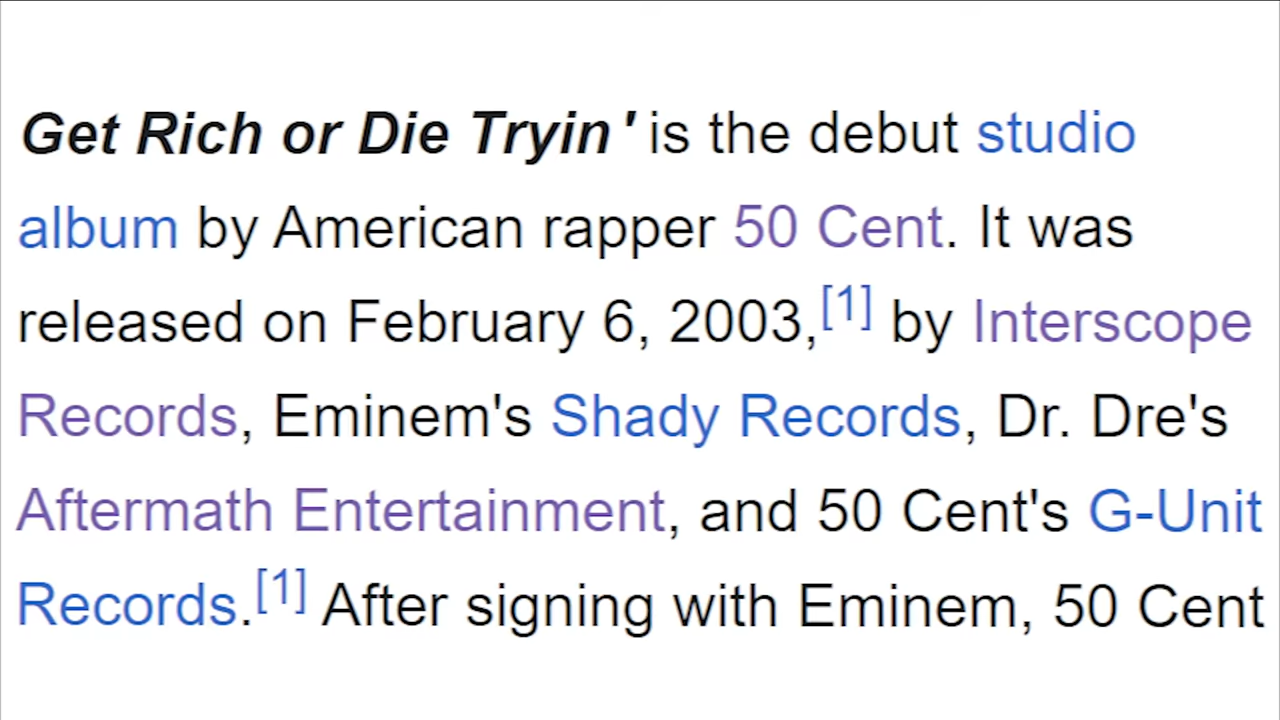 Get Rich or Die Tryin' is the debut studio
album by American rapper 50 Cent. It was
released on February 6, 2003,[1] by Interscope
Records, Eminem's Shady Records, Dr. Dre's
Aftermath Entertainment, and 50 Cent's G-Unit
Records.[1] After signing with Eminem, 50 Cent